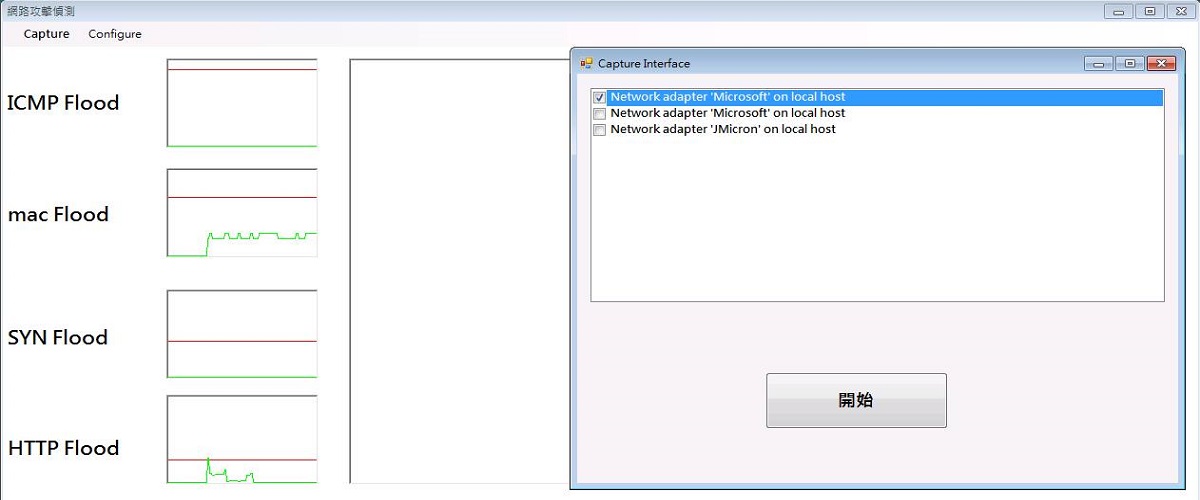 網路攻擊偵測
Capture Configure
ICMP Flood
mac Flood
SYN Flood
HTTP Flood
Capture Interface
Network adapter 'Microsoft' on local host
Network adapter 'Microsoft' on local host
Network adapter 'JMicron' on local host
開始